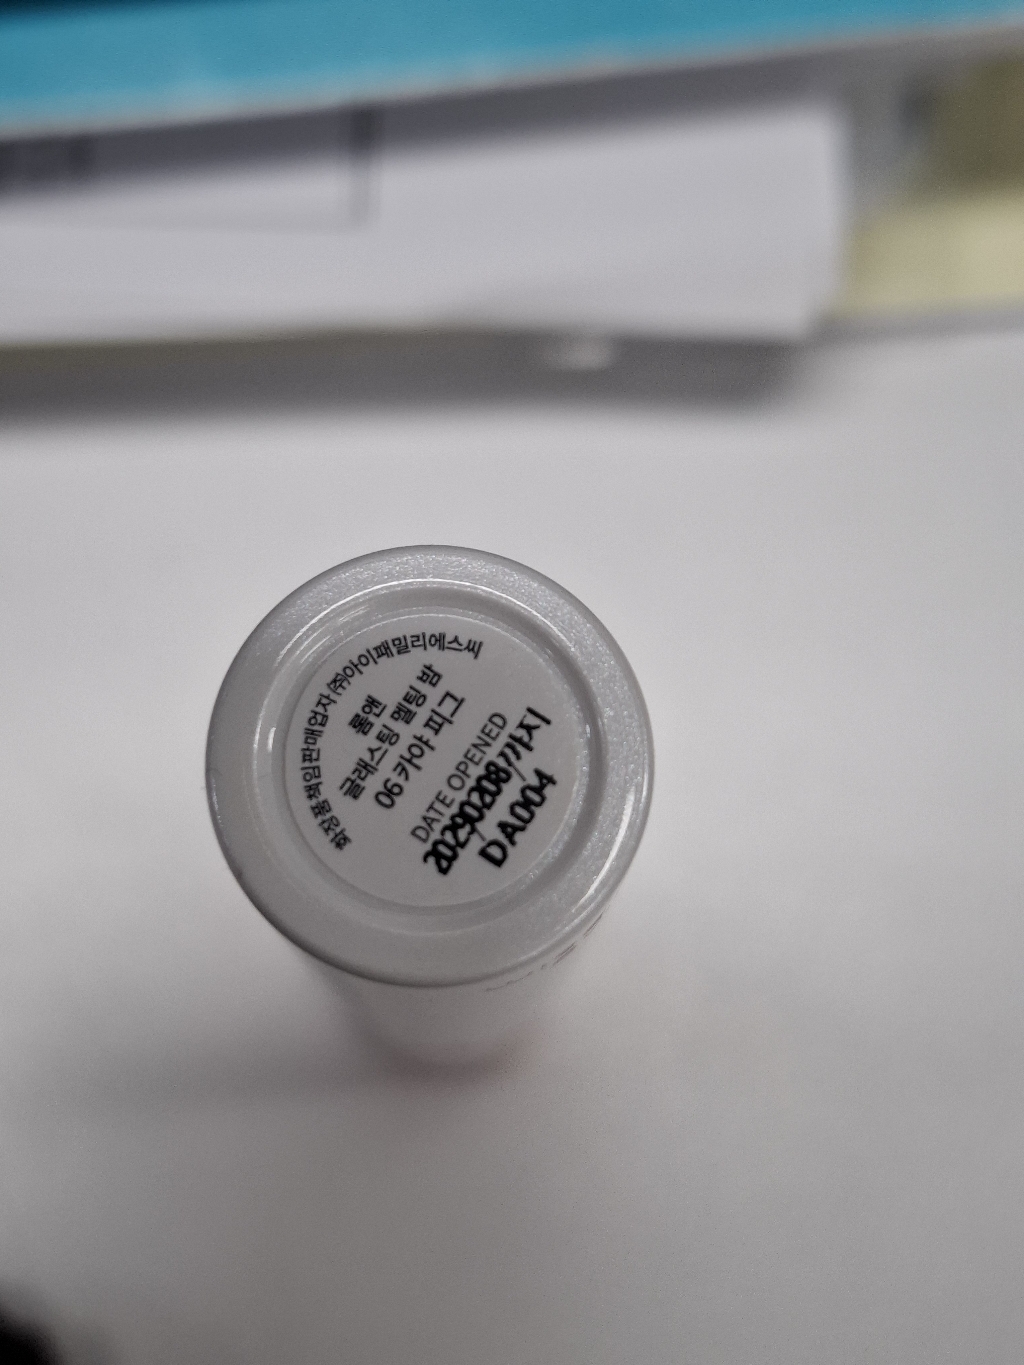 화장품책임판매업자 ㈜아이패밀리에스씨
롬앤
글래스팅 멜팅 밤
06 카야 피그
DATE OPENED
20290208까지
DA004